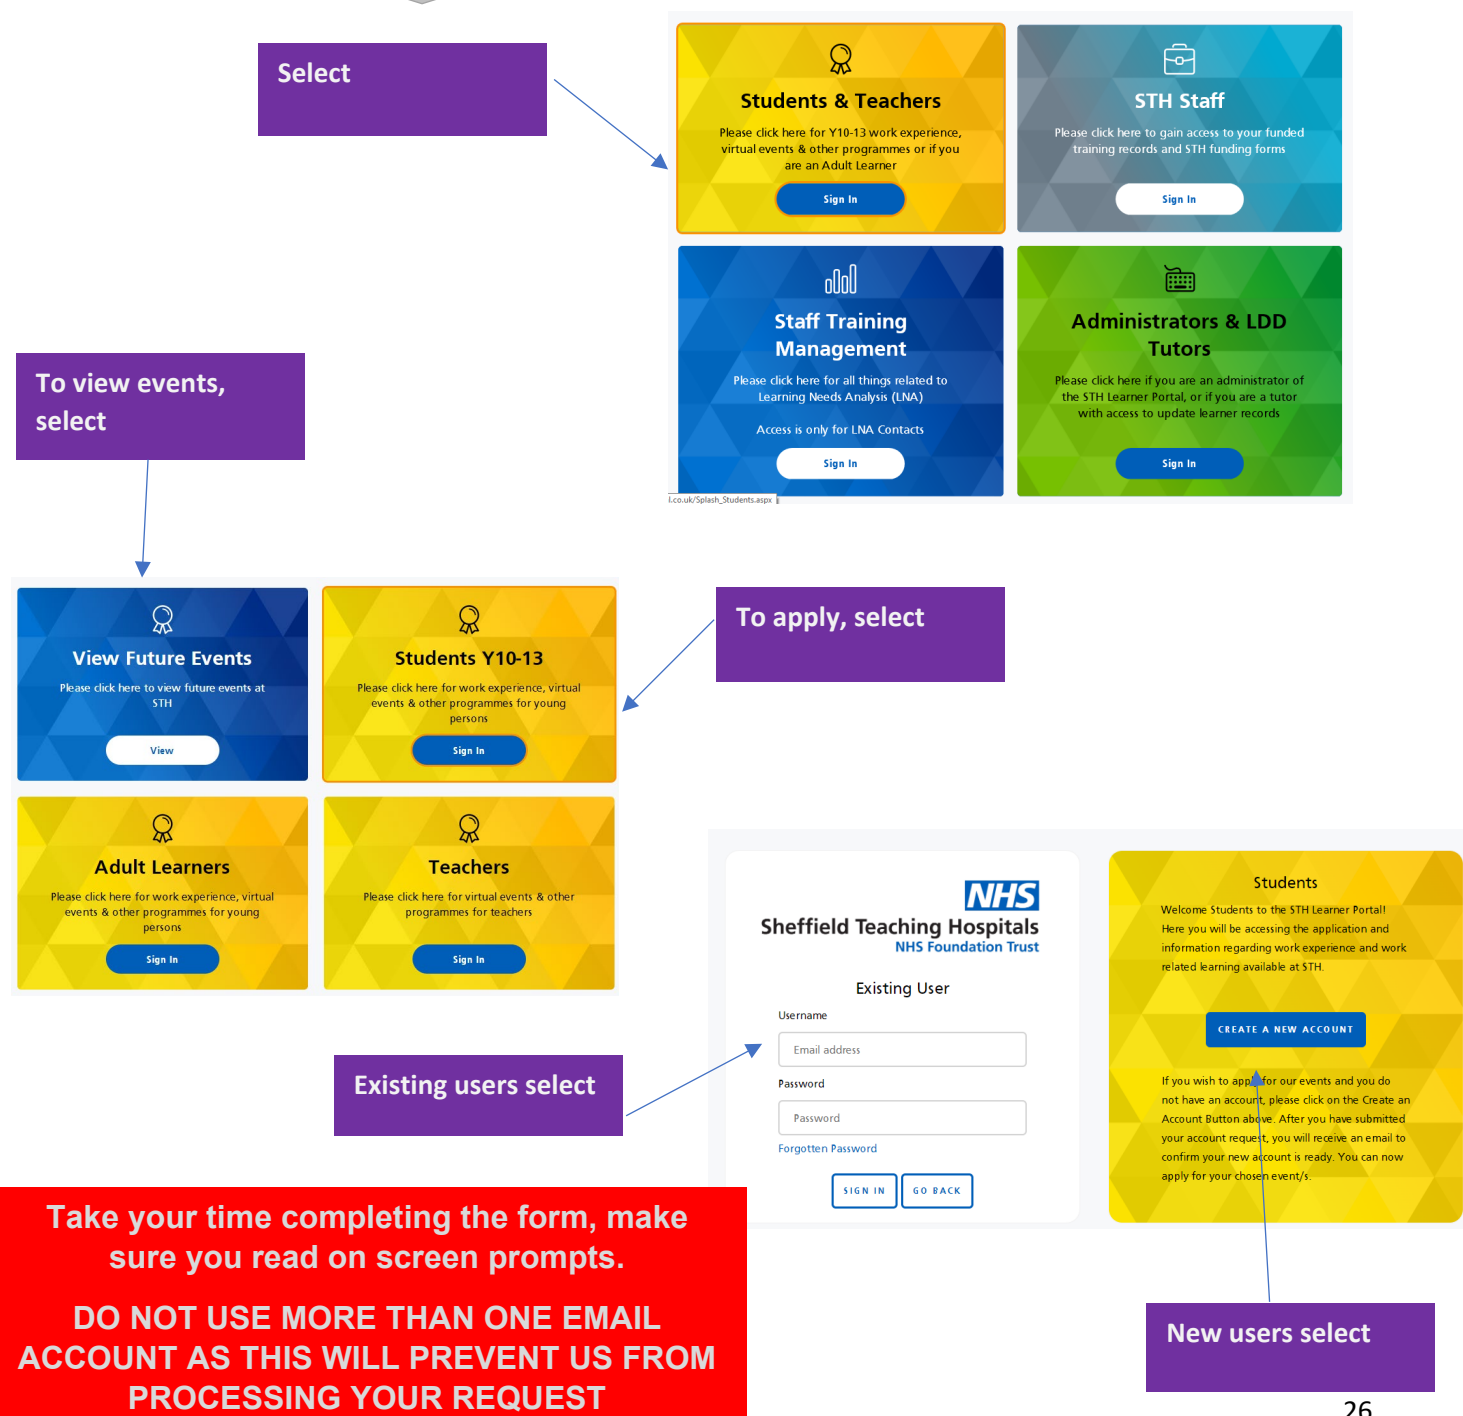 Select
Students & Teachers
Please click here for Y10-13 work experience,
virtual events & other programmes or if you
are an Adult Learner
Sign In
STH Staff
Please click here to gain access to your funded
training records and STH funding forms
Sign In
Staff Training
Management
Please click here for all things related to
Learning Needs Analysis (LNA)
Access is only for LNA Contacts
Sign In
Administrators & LDD
Tutors
Please click here if you are an administrator of
the STH Learner Portal, or if you are a tutor
with access to update learner records
Sign In
l.co.uk/Splash_Students.aspx
To view events,
select
View Future Events
Please click here to view future events at
STH
View
Students Y10-13
Please click here for work experience, virtual
events & other programmes for young
persons
Sign In
To apply, select
Adult Learners
Please click here for work experience, virtual
events & other programmes for young
persons
Sign In
Teachers
Please click here for virtual events & other
programmes for teachers
Sign In
NHS
Sheffield Teaching Hospitals
NHS Foundation Trust
Existing User
Username
Email address
Password
Password
Forgotten Password
SIGN IN
GO BACK
Students
Welcome Students to the STH Learner Portal!
Here you will be accessing the application and
information regarding work experience and work
related learning available at STH.
CREATE A NEW ACCOUNT
If you wish to apply for our events and you do
not have an account, please click on the Create an
Account Button above. After you have submitted
your account request, you will receive an email to
confirm your new account is ready. You can now
apply for your chosen event/s.
Existing users select
Take your time completing the form, make
sure you read on screen prompts.
DO NOT USE MORE THAN ONE EMAIL
ACCOUNT AS THIS WILL PREVENT US FROM
PROCESSING YOUR REQUEST
New users select
26